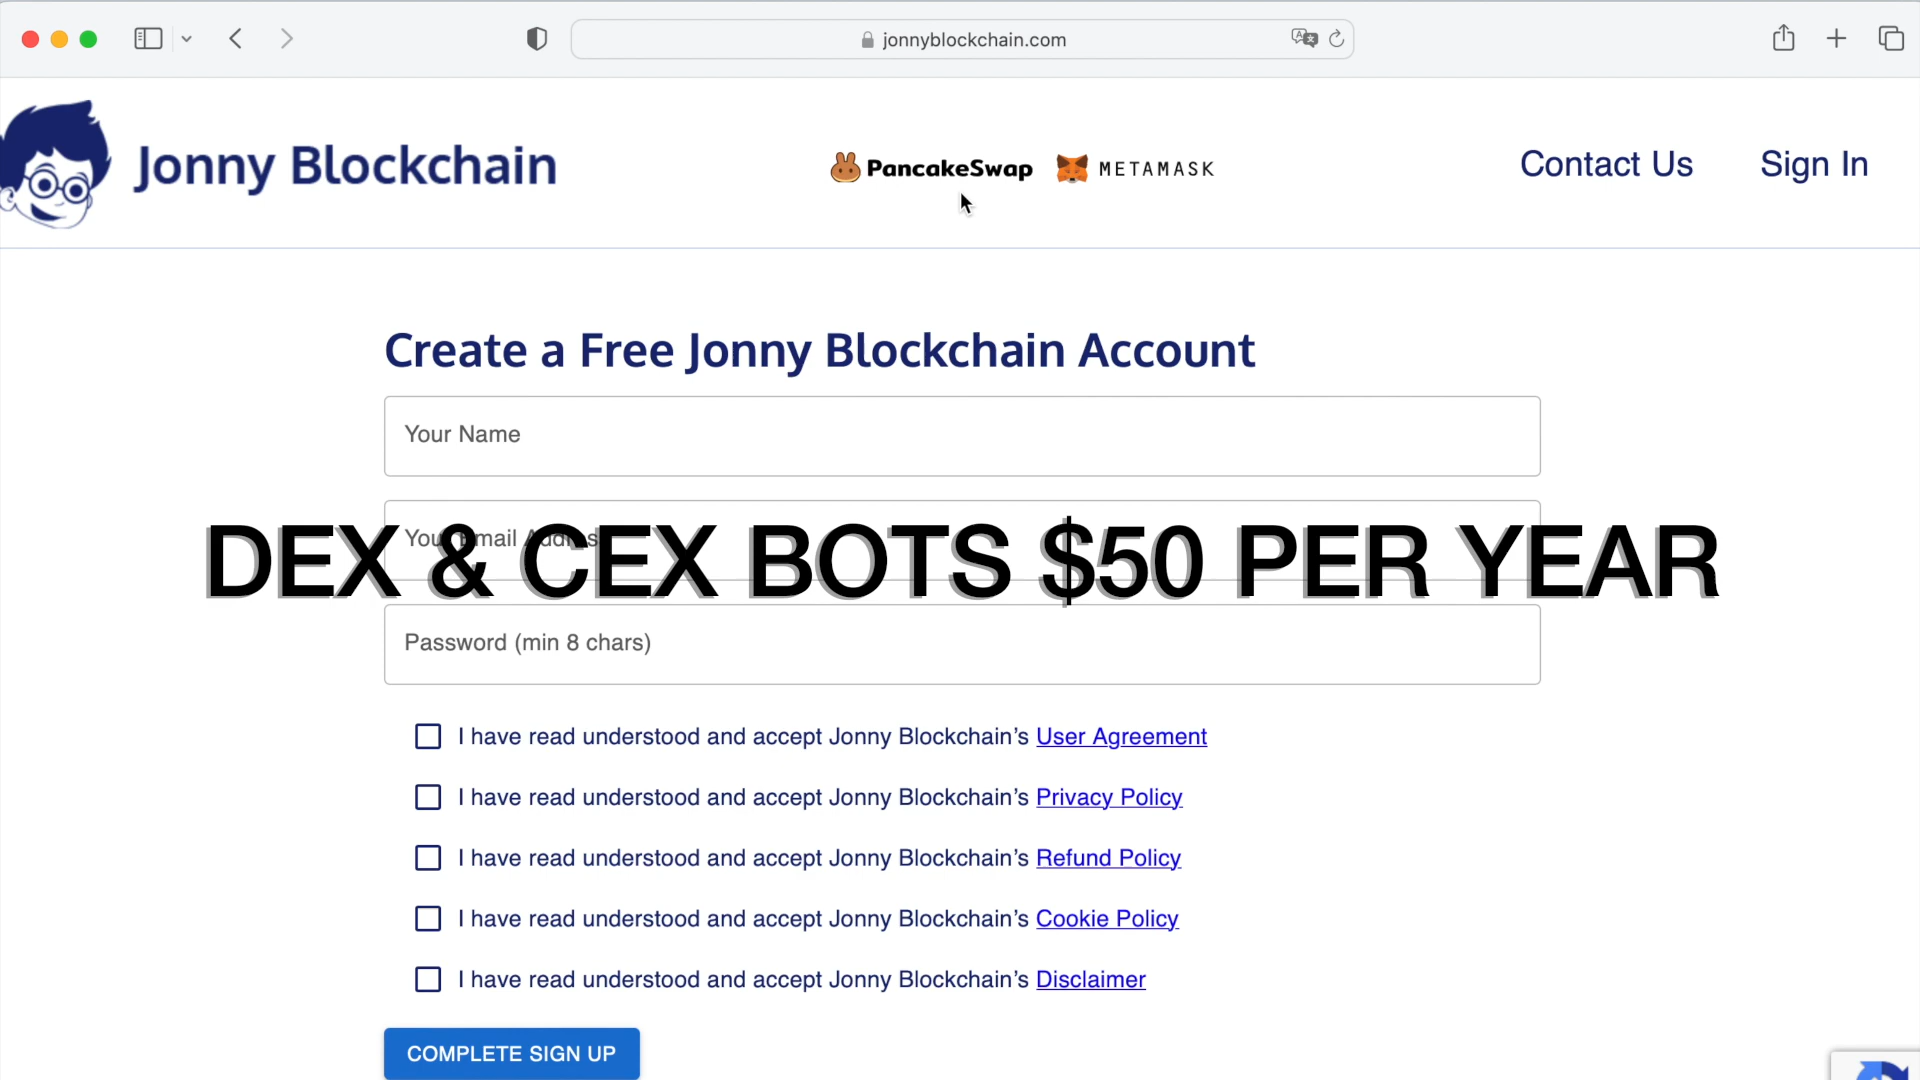 jonnyblockchain.com
Jonny Blockchain
PancakeSwap METAMASK
Contact Us Sign In
Create a Free Jonny Blockchain Account
Your Name
Your Email Address
DEX & CEX BOTS $50 PER YEAR
Password (min 8 chars)
I have read understood and accept Jonny Blockchain’s User Agreement
I have read understood and accept Jonny Blockchain’s Privacy Policy
I have read understood and accept Jonny Blockchain’s Refund Policy
I have read understood and accept Jonny Blockchain’s Cookie Policy
I have read understood and accept Jonny Blockchain’s Disclaimer
COMPLETE SIGN UP